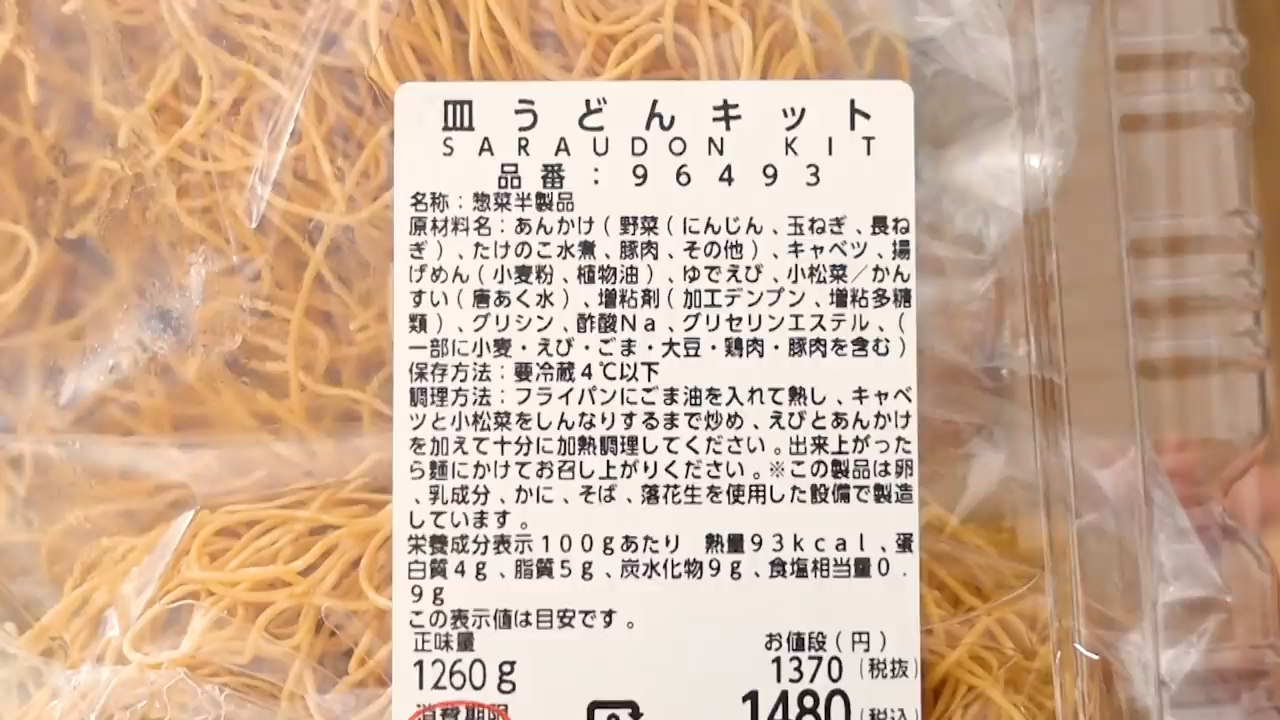 皿うどんキット
SARAUDON KIT
品番：96493
名称：惣菜半製品
原材料名：あんかけ（野菜（にんじん、玉ねぎ、長ね
ぎ）、たけのこ水煮、豚肉、その他）、キャベツ、揚
げめん（小麦粉、植物油）、ゆでえび、小松菜／かん
すい（唐あく水）、増粘剤（加工デンプン、増粘多糖
類）、グリシン、酢酸Na、グリセリンエステル、（
一部に小麦・えび・ごま・大豆・鶏肉・豚肉を含む）
保存方法：要冷蔵4℃以下
調理方法：フライパンにごま油を入れて熱し、キャベ
ツと小松菜をしんなりするまで炒め、えびとあんかけ
を加えて十分に加熱調理してください。出来上がった
ら麺にかけてお召し上がりください。※この製品は卵
、乳成分、かに、そば、落花生を使用した設備で製造
しています。
栄養成分表示100gあたり　熱量93kcal、蛋
白質4g、脂質5g、炭水化物9g、食塩相当量0．
9g
この表示値は目安です。
正味量 お値段（円）
1260g 1370（税抜）
消費期限 1480（税込）